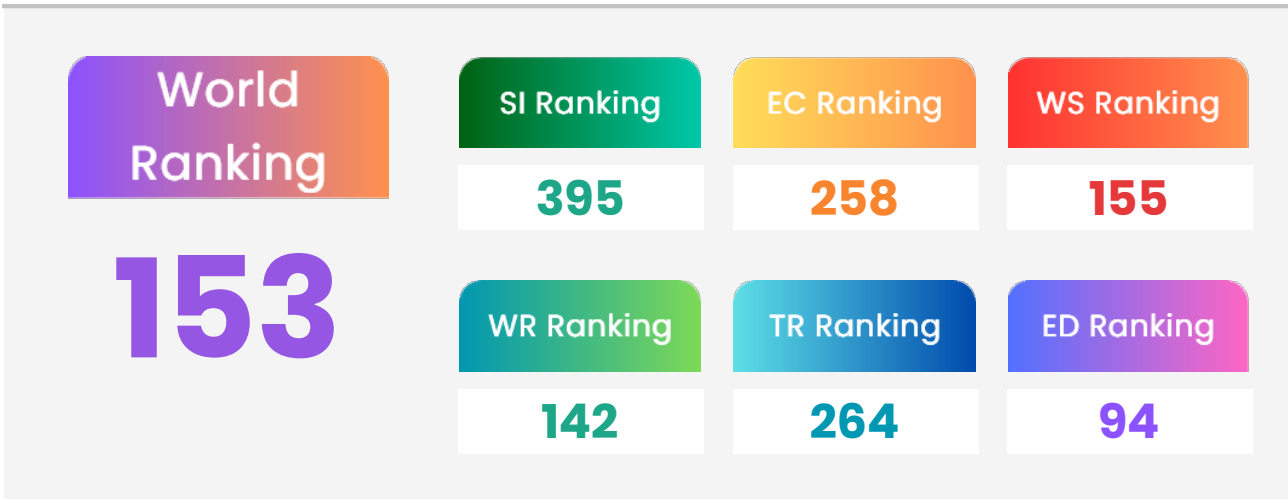 World
Ranking
153
SI Ranking
395
EC Ranking
258
WS Ranking
155
WR Ranking
142
TR Ranking
264
ED Ranking
94